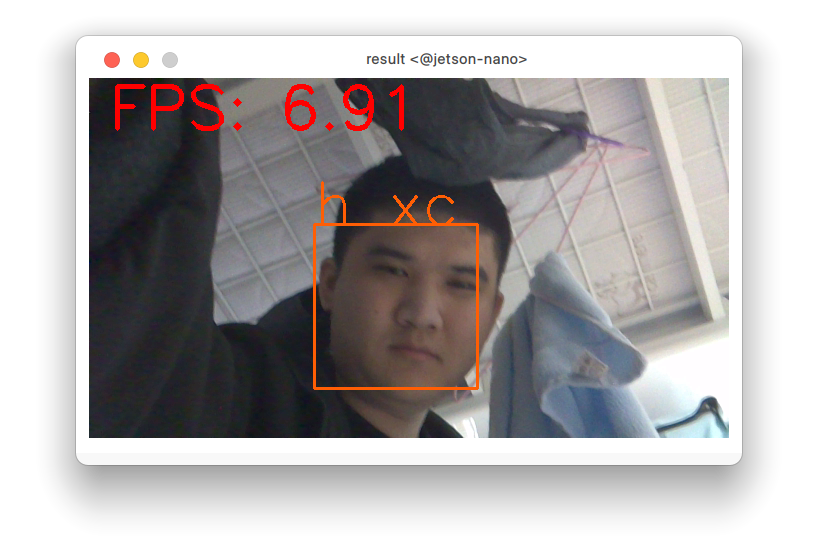 result <@jetson-nano>
FPS: 6.91
h xc